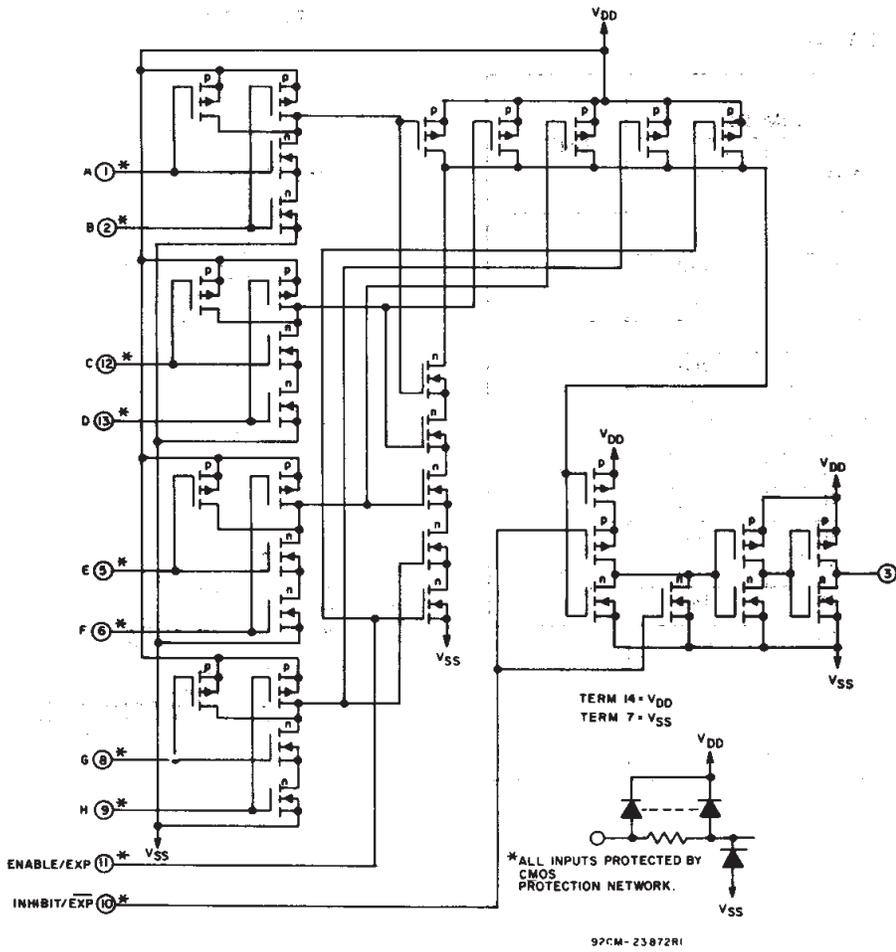 VDD
p p
p p p p p
A 1 *
n
B 2 *
n
p p
C 12 *
n
D 13 *
n
n
n
n
n
n
p p
E 5 *
n
F 6 *
n
VSS
p p
G 8 *
n
H 9 *
n
VSS
ENABLE/EXP 11 *
INHIBIT/EXP 10 *
VDD
p
VDD
p p p
n n n n
3
VSS
TERM 14 = VDD
TERM 7 = VSS
VDD
*ALL INPUTS PROTECTED BY
CMOS
PROTECTION NETWORK.
VSS
92CM-23872R1